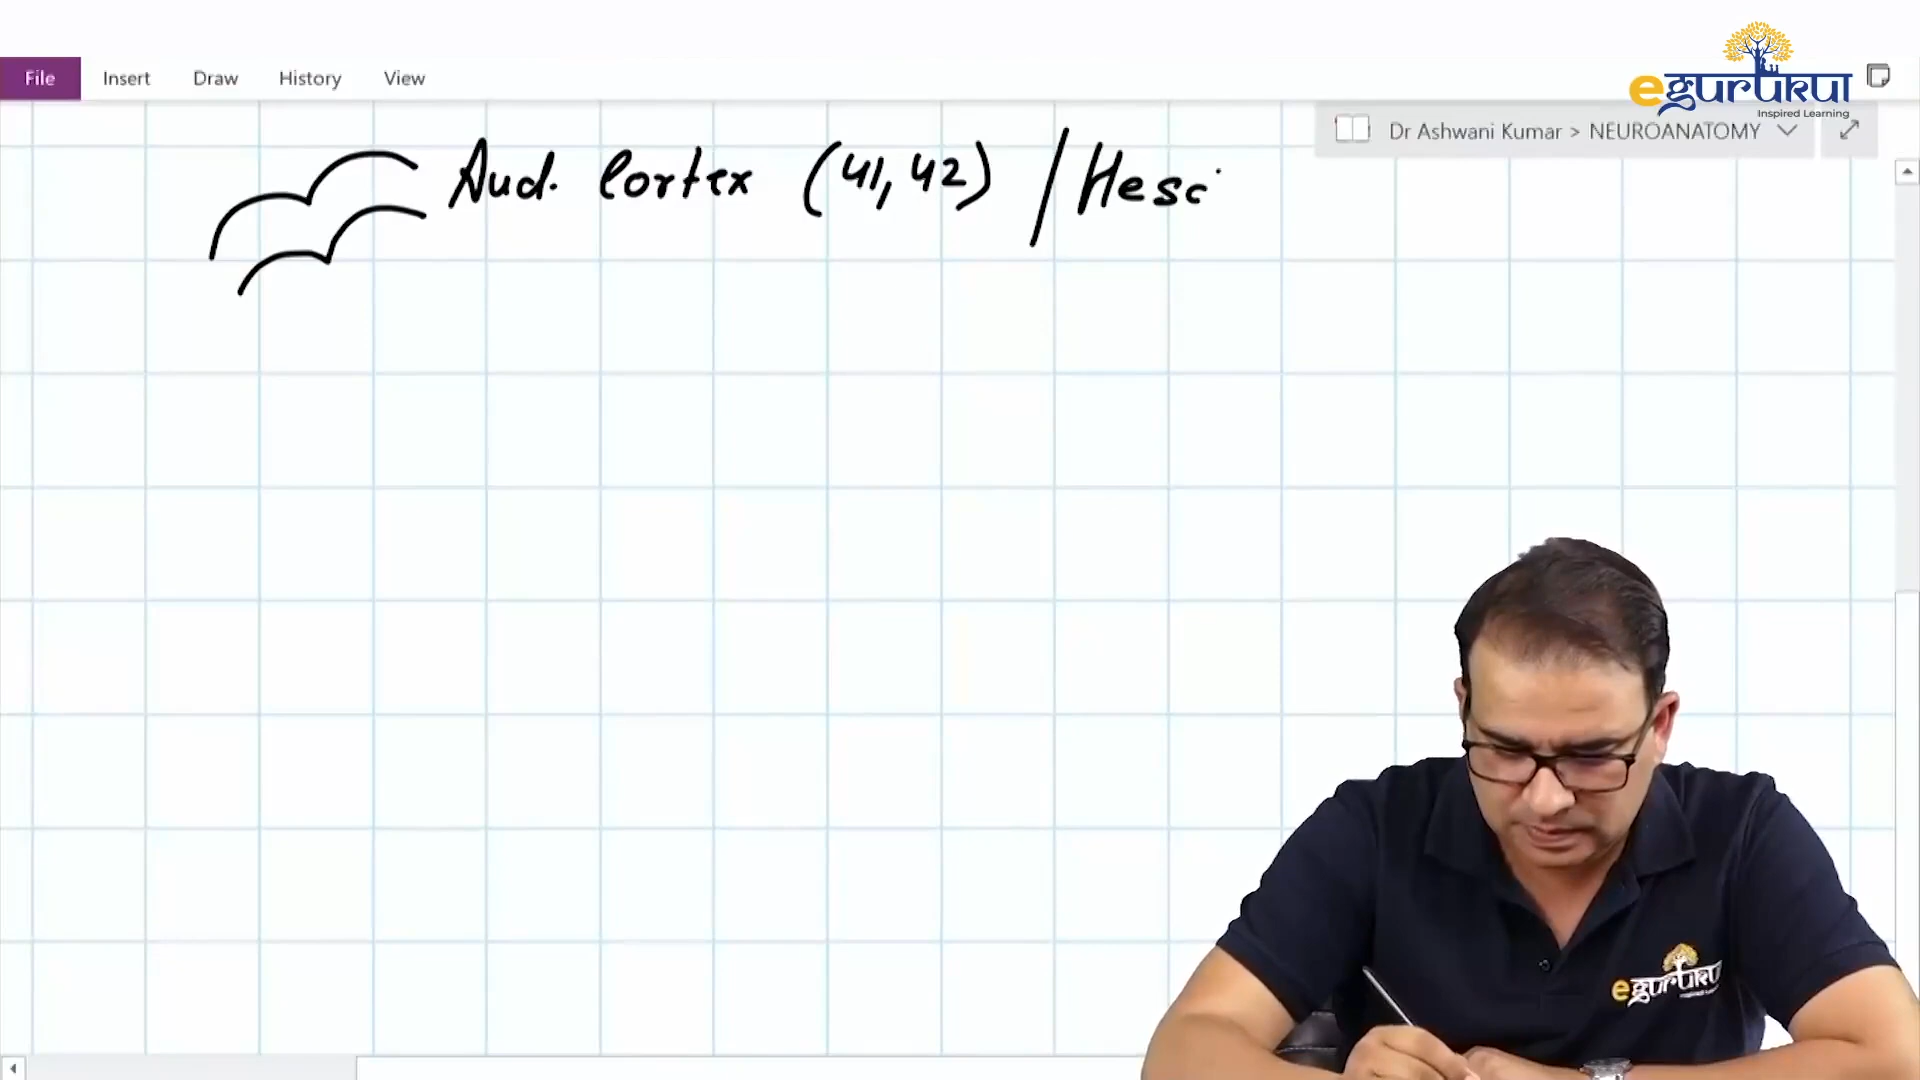 egurukul
Inspired Learning
File Insert Draw History View
Dr Ashwani Kumar > NEUROANATOMY
Aud. Cortex (41, 42) / Hesc
egurukul